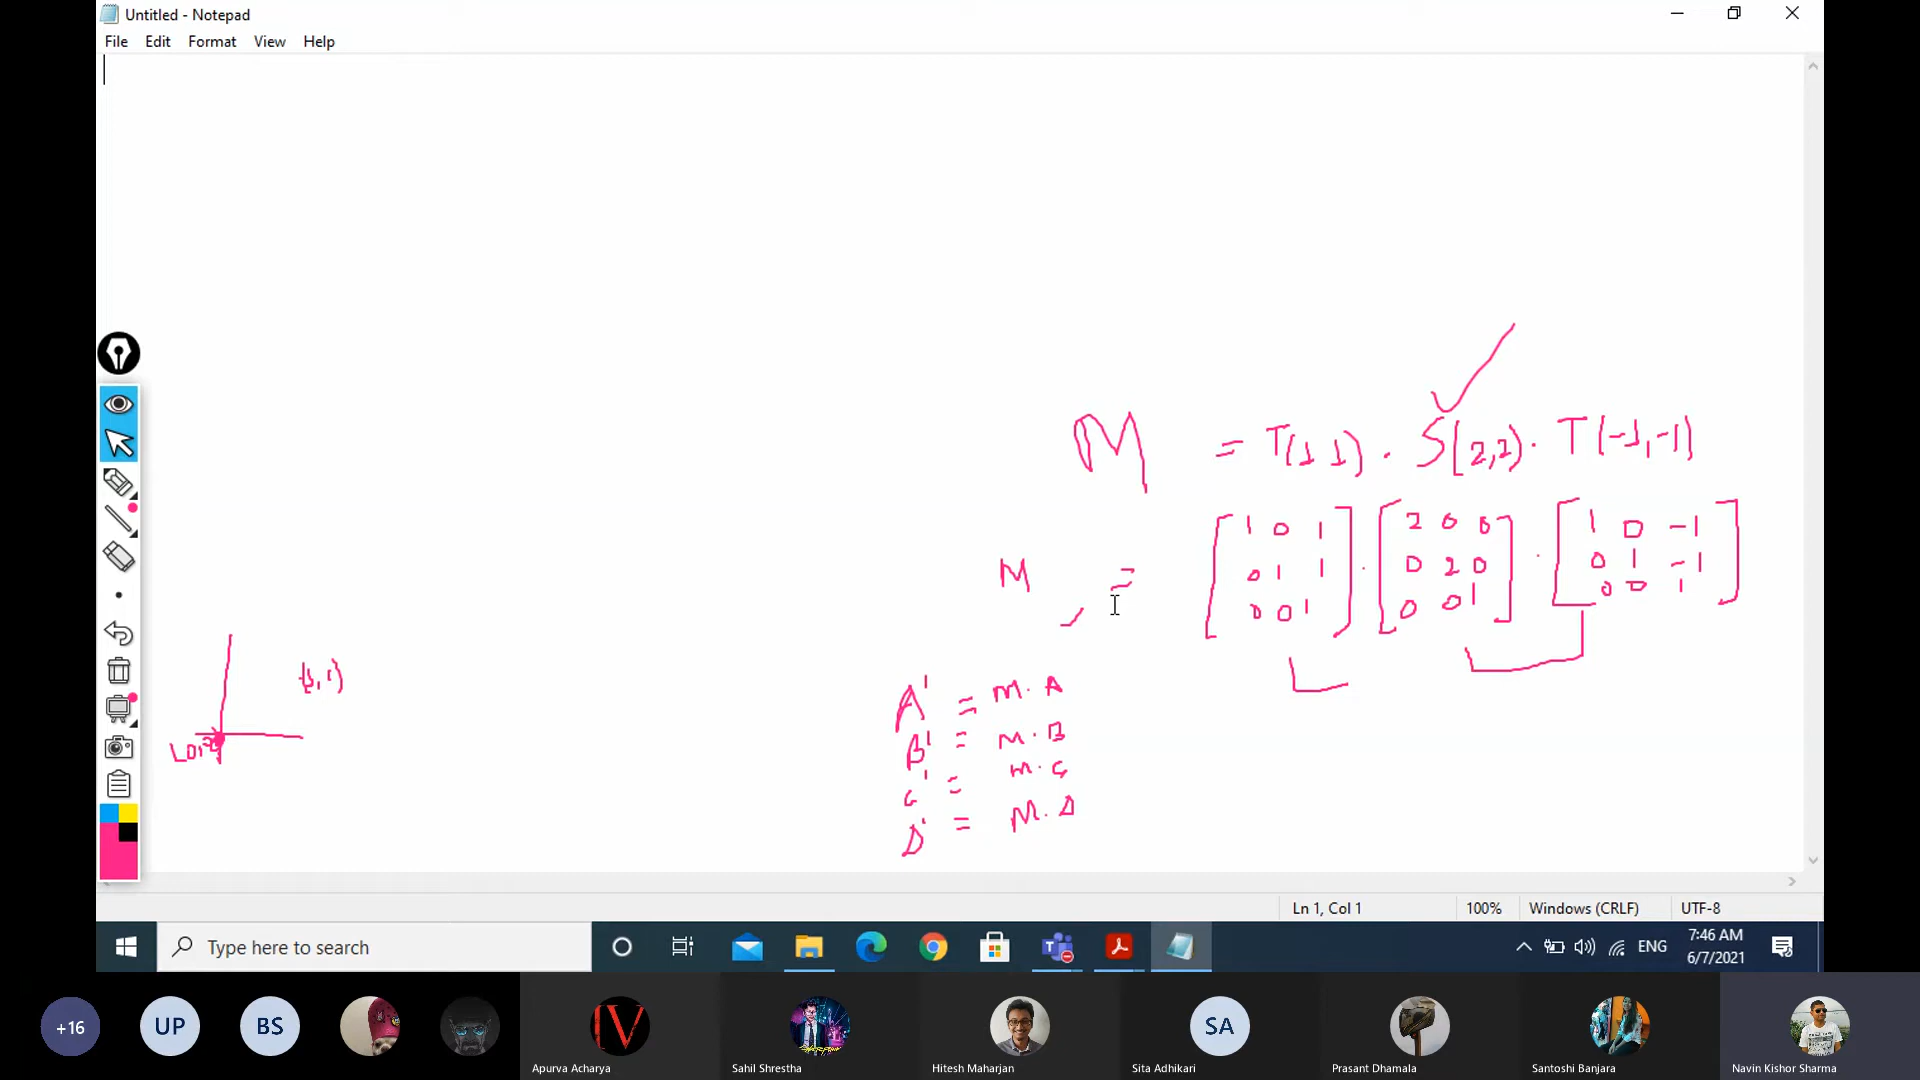 Untitled - Notepad
File Edit Format View Help
M = T(1 1) . S(2,2) . T(-1,-1)
M = [1 0 1 0 1 1 0 0 1] . [2 0 0 0 2 0 0 0 1] . [1 0 -1 0 1 -1 0 0 1]
(1,1)
A' = M. A
B' = M. B
C' = M. C
D' = M. D
Ln 1, Col 1 100% Windows (CRLF) UTF-8
Type here to search
ENG
7:46 AM
6/7/2021
+16
UP
BS
IV
SA
Apurva Acharya
Sahil Shrestha
Hitesh Maharjan
Sita Adhikari
Prasant Dhamala
Santoshi Banjara
Navin Kishor Sharma